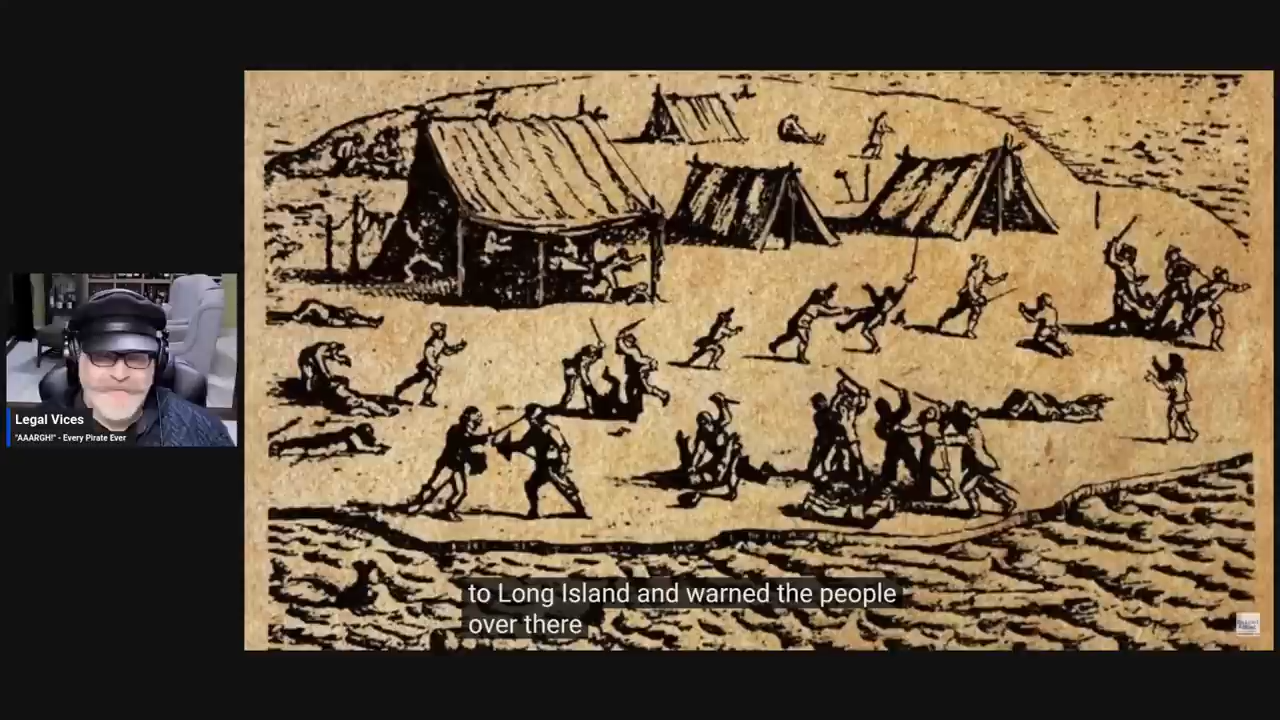 Legal Vices
"AAARGH!" - Every Pirate Ever
to Long Island and warned the people
over there